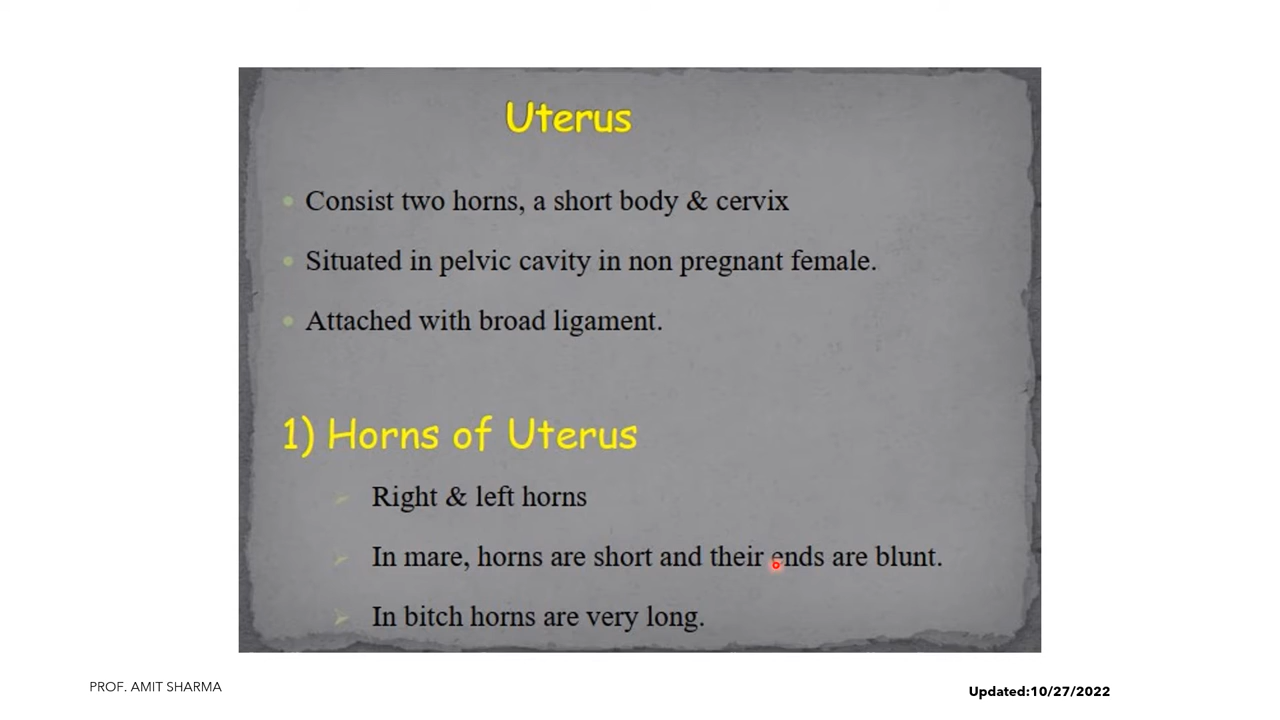 Uterus
Consist two horns, a short body & cervix
Situated in pelvic cavity in non pregnant female.
Attached with broad ligament.
1) Horns of Uterus
Right & left horns
In mare, horns are short and their ends are blunt.
In bitch horns are very long.
PROF. AMIT SHARMA
Updated:10/27/2022